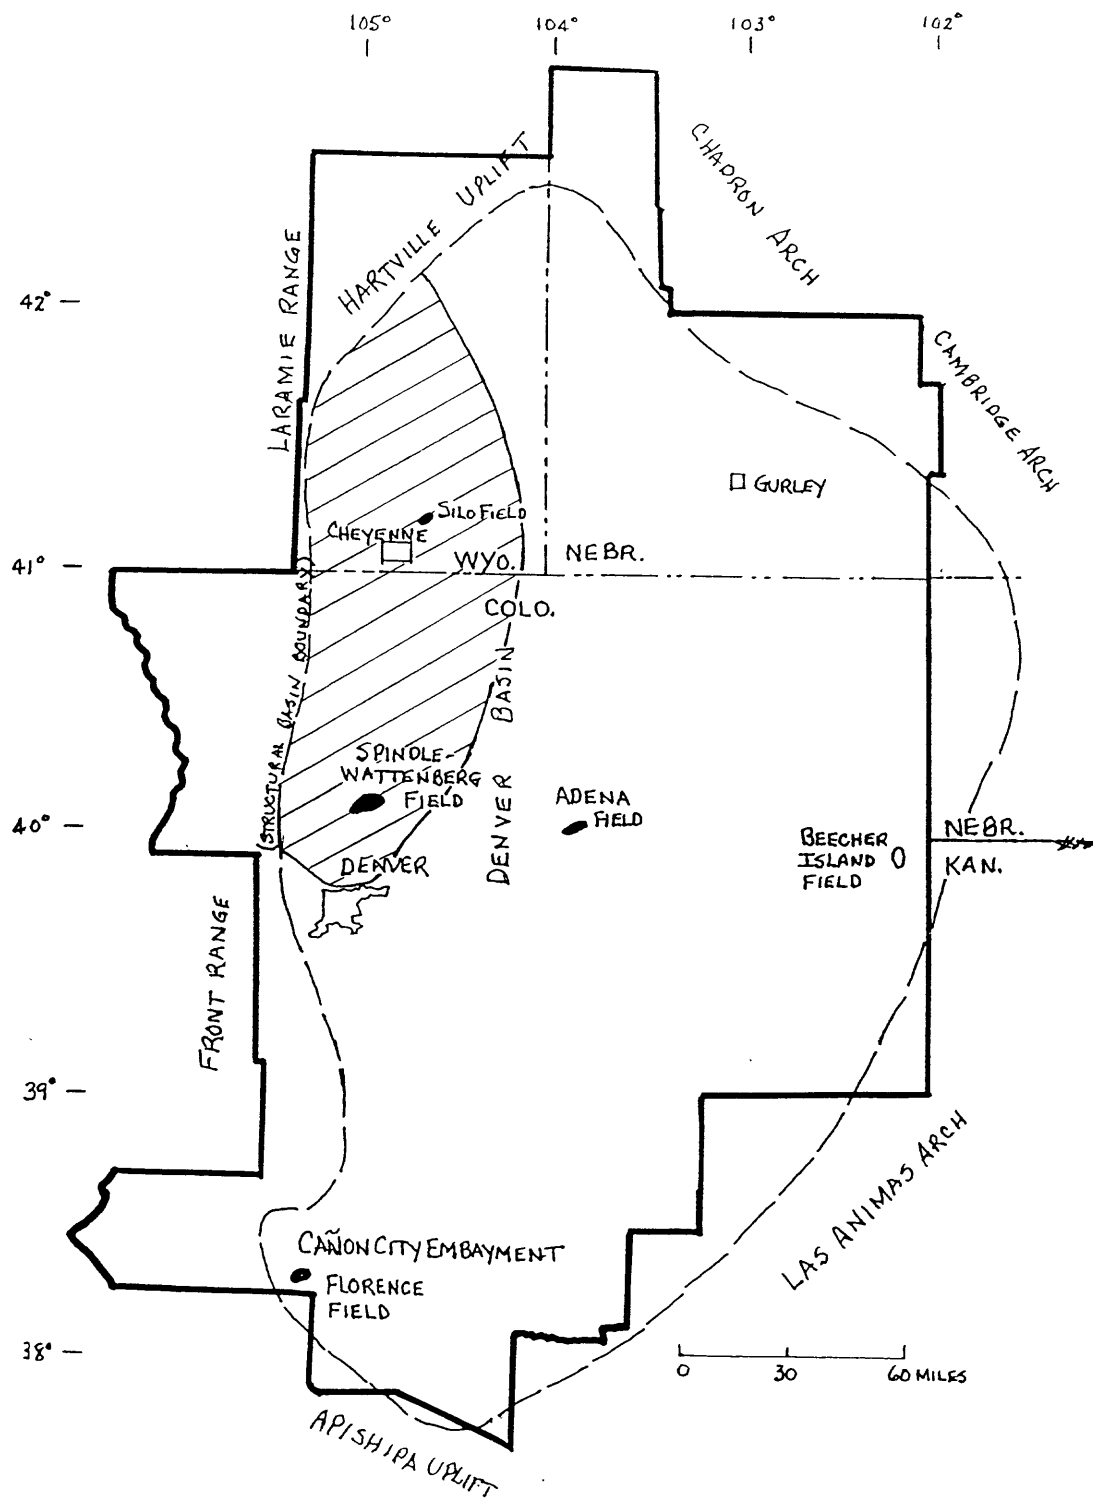 105°
104°
103°
102°
CHADRON ARCH
HARTVILLE UPLIFT
LARAMIE RANGE
42°
CAMBRIDGE ARCH
GURLEY
SILO FIELD
CHEYENNE
41°
WYO.
NEBR.
COLO.
(STRUCTURAL BASIN BOUNDARY)
DENVER BASIN
SPINDLE-
WATTENBERG
FIELD
ADENA
FIELD
40°
NEBR.
BEECHER
ISLAND
FIELD
KAN.
DENVER
FRONT RANGE
39°
LAS ANIMAS ARCH
CAÑON CITY EMBAYMENT
FLORENCE
FIELD
38°
0 30 60 MILES
APISHIPA UPLIFT